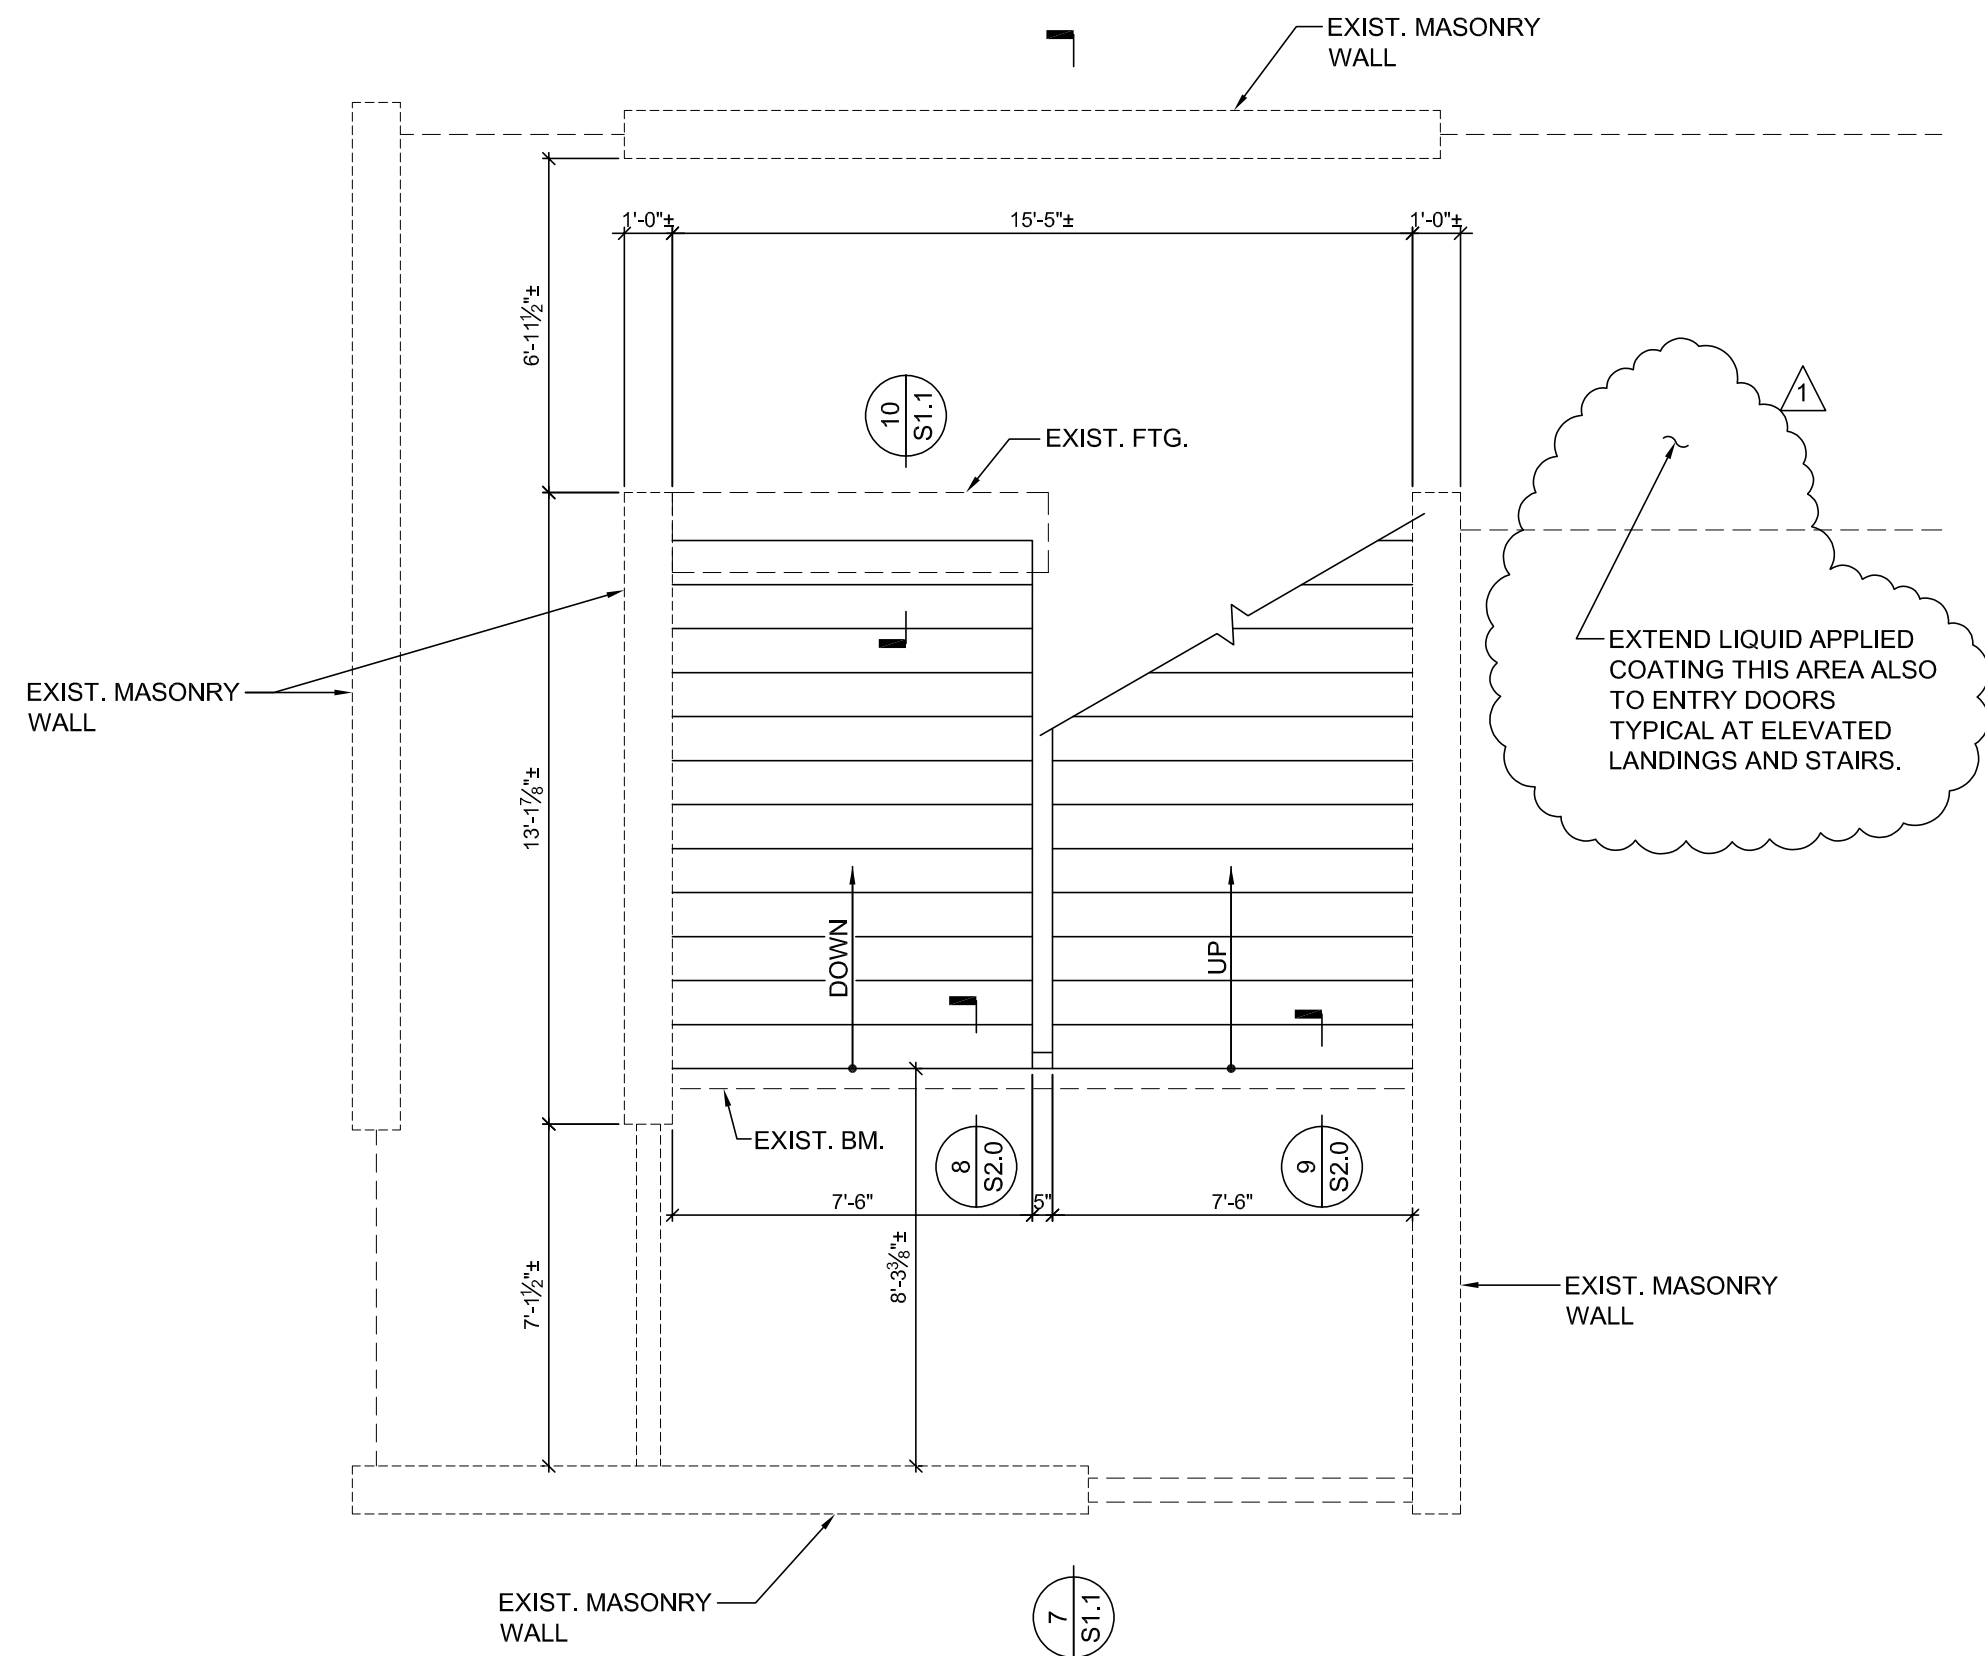 EXIST. MASONRY
WALL
1'-0"±
15'-5"±
1'-0"±
6'-11½"±
1
10
S1.1
EXIST. FTG.
EXTEND LIQUID APPLIED
COATING THIS AREA ALSO
TO ENTRY DOORS
TYPICAL AT ELEVATED
LANDINGS AND STAIRS.
EXIST. MASONRY
WALL
13'-1⅞"±
DOWN
UP
EXIST. BM.
8
S2.0
9
S2.0
7'-6"
5"
7'-6"
8'-3⅜"±
7'-1½"±
EXIST. MASONRY
WALL
EXIST. MASONRY
WALL
7
S1.1